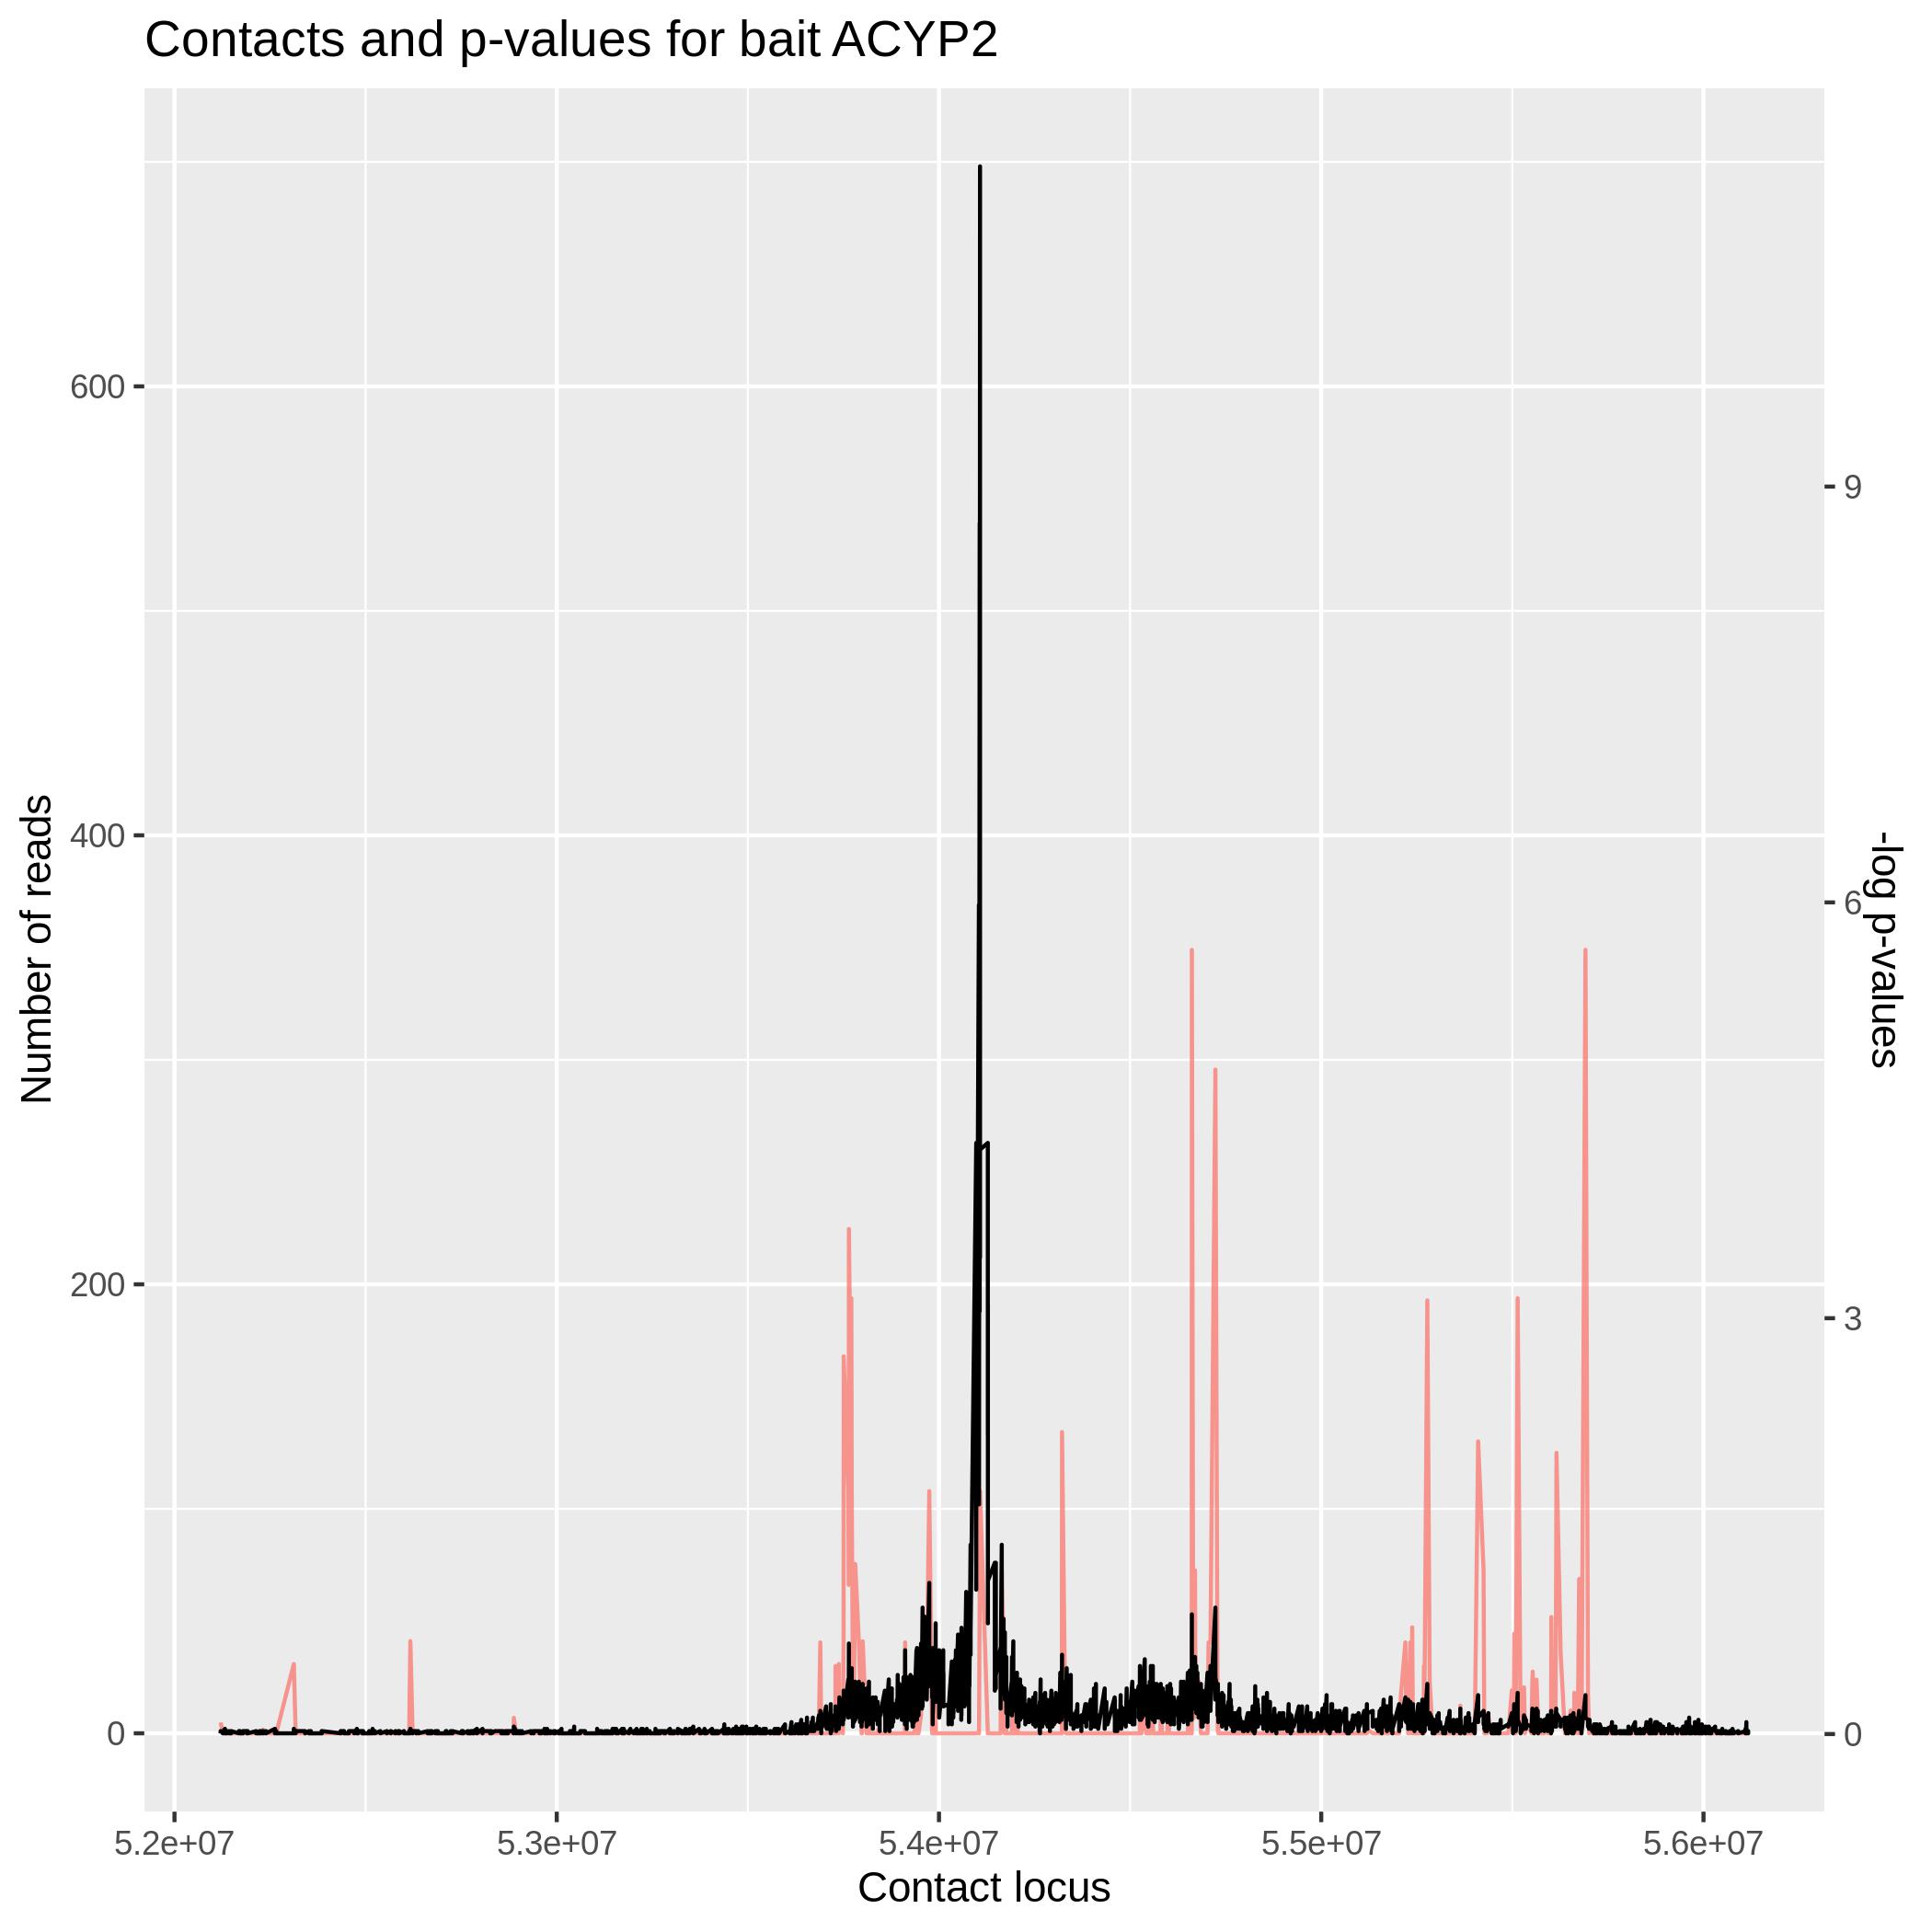 Contacts and p-values for bait ACYP2
Number of reads
600
400
200
0
9
6
3
0
-log p-values
5.2e+07
5.3e+07
5.4e+07
5.5e+07
5.6e+07
Contact locus